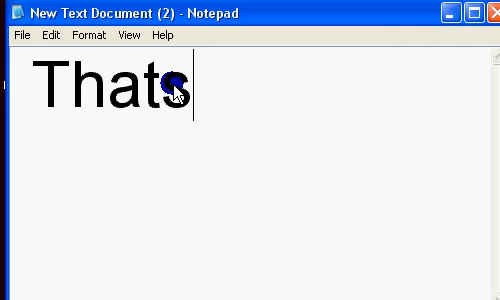 New Text Document (2) - Notepad
File Edit Format View Help
Thats